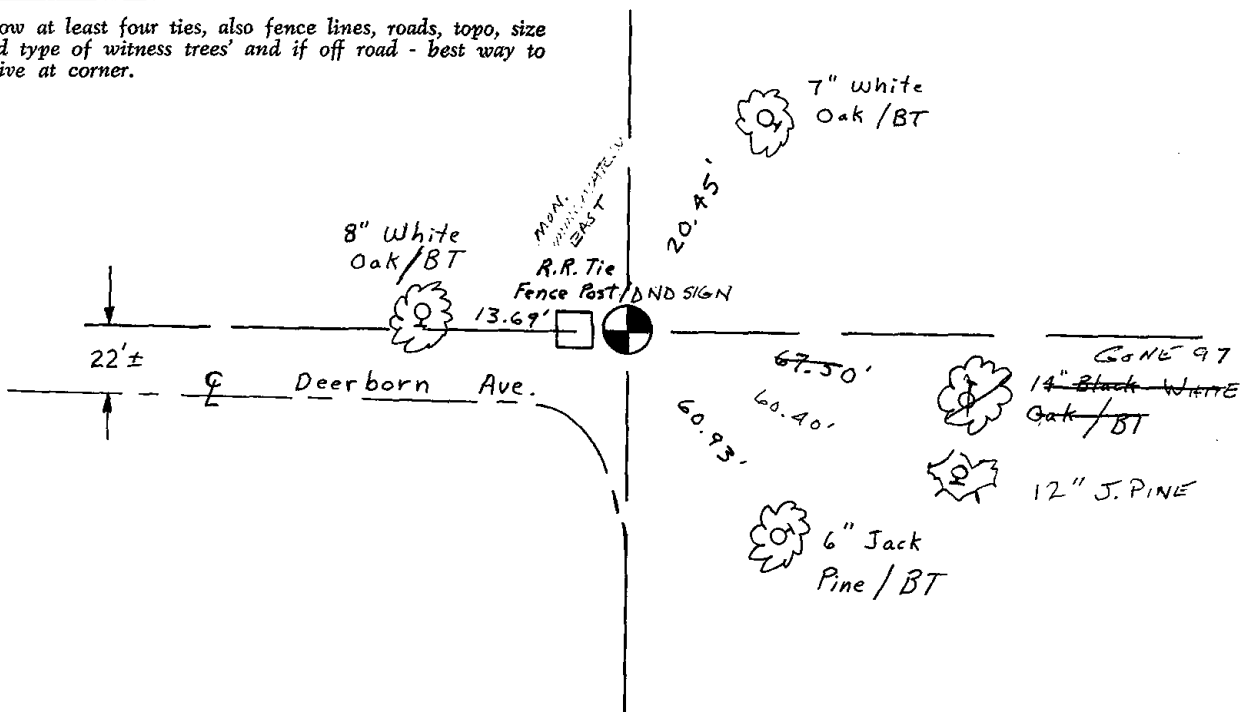 ow at least four ties, also fence lines, roads, topo, size
d type of witness trees' and if off road - best way to
ive at corner.
7" White
Oak / BT
20.45'
MON.
EAST
8" White
Oak/BT
R.R. Tie
Fence Post/DND SIGN
13.69'
22'±
℄ Deerborn Ave.
67.50'
60.40'
60.93'
GONE 97
14" Black WHITE
Oak / BT
12" J. PINE
6" Jack
Pine / BT